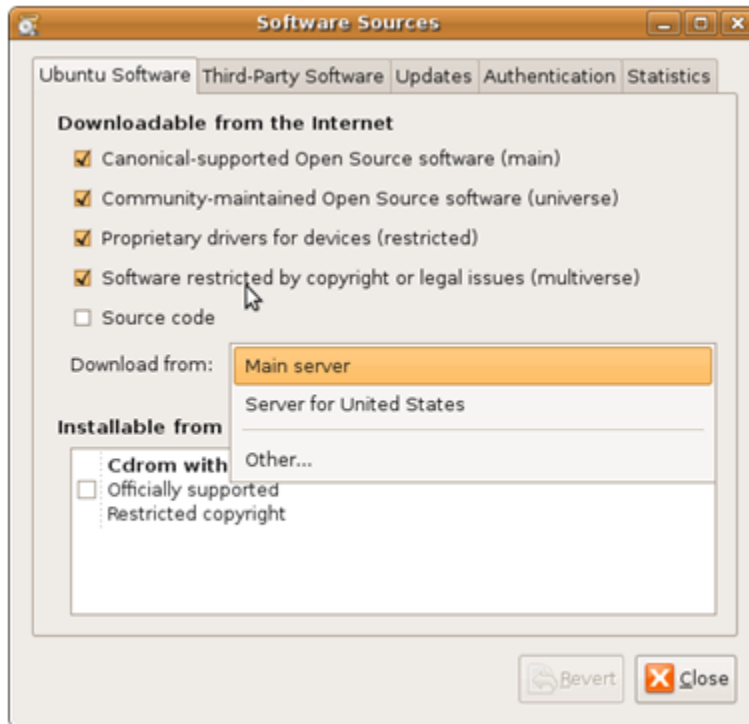 Software Sources
Ubuntu Software Third-Party Software Updates Authentication Statistics
Downloadable from the Internet
Canonical-supported Open Source software (main)
Community-maintained Open Source software (universe)
Proprietary drivers for devices (restricted)
Software restricted by copyright or legal issues (multiverse)
Source code
Download from: Main server
Server for United States
Other...
Installable from
Cdrom with
Officially supported
Restricted copyright
Revert Close